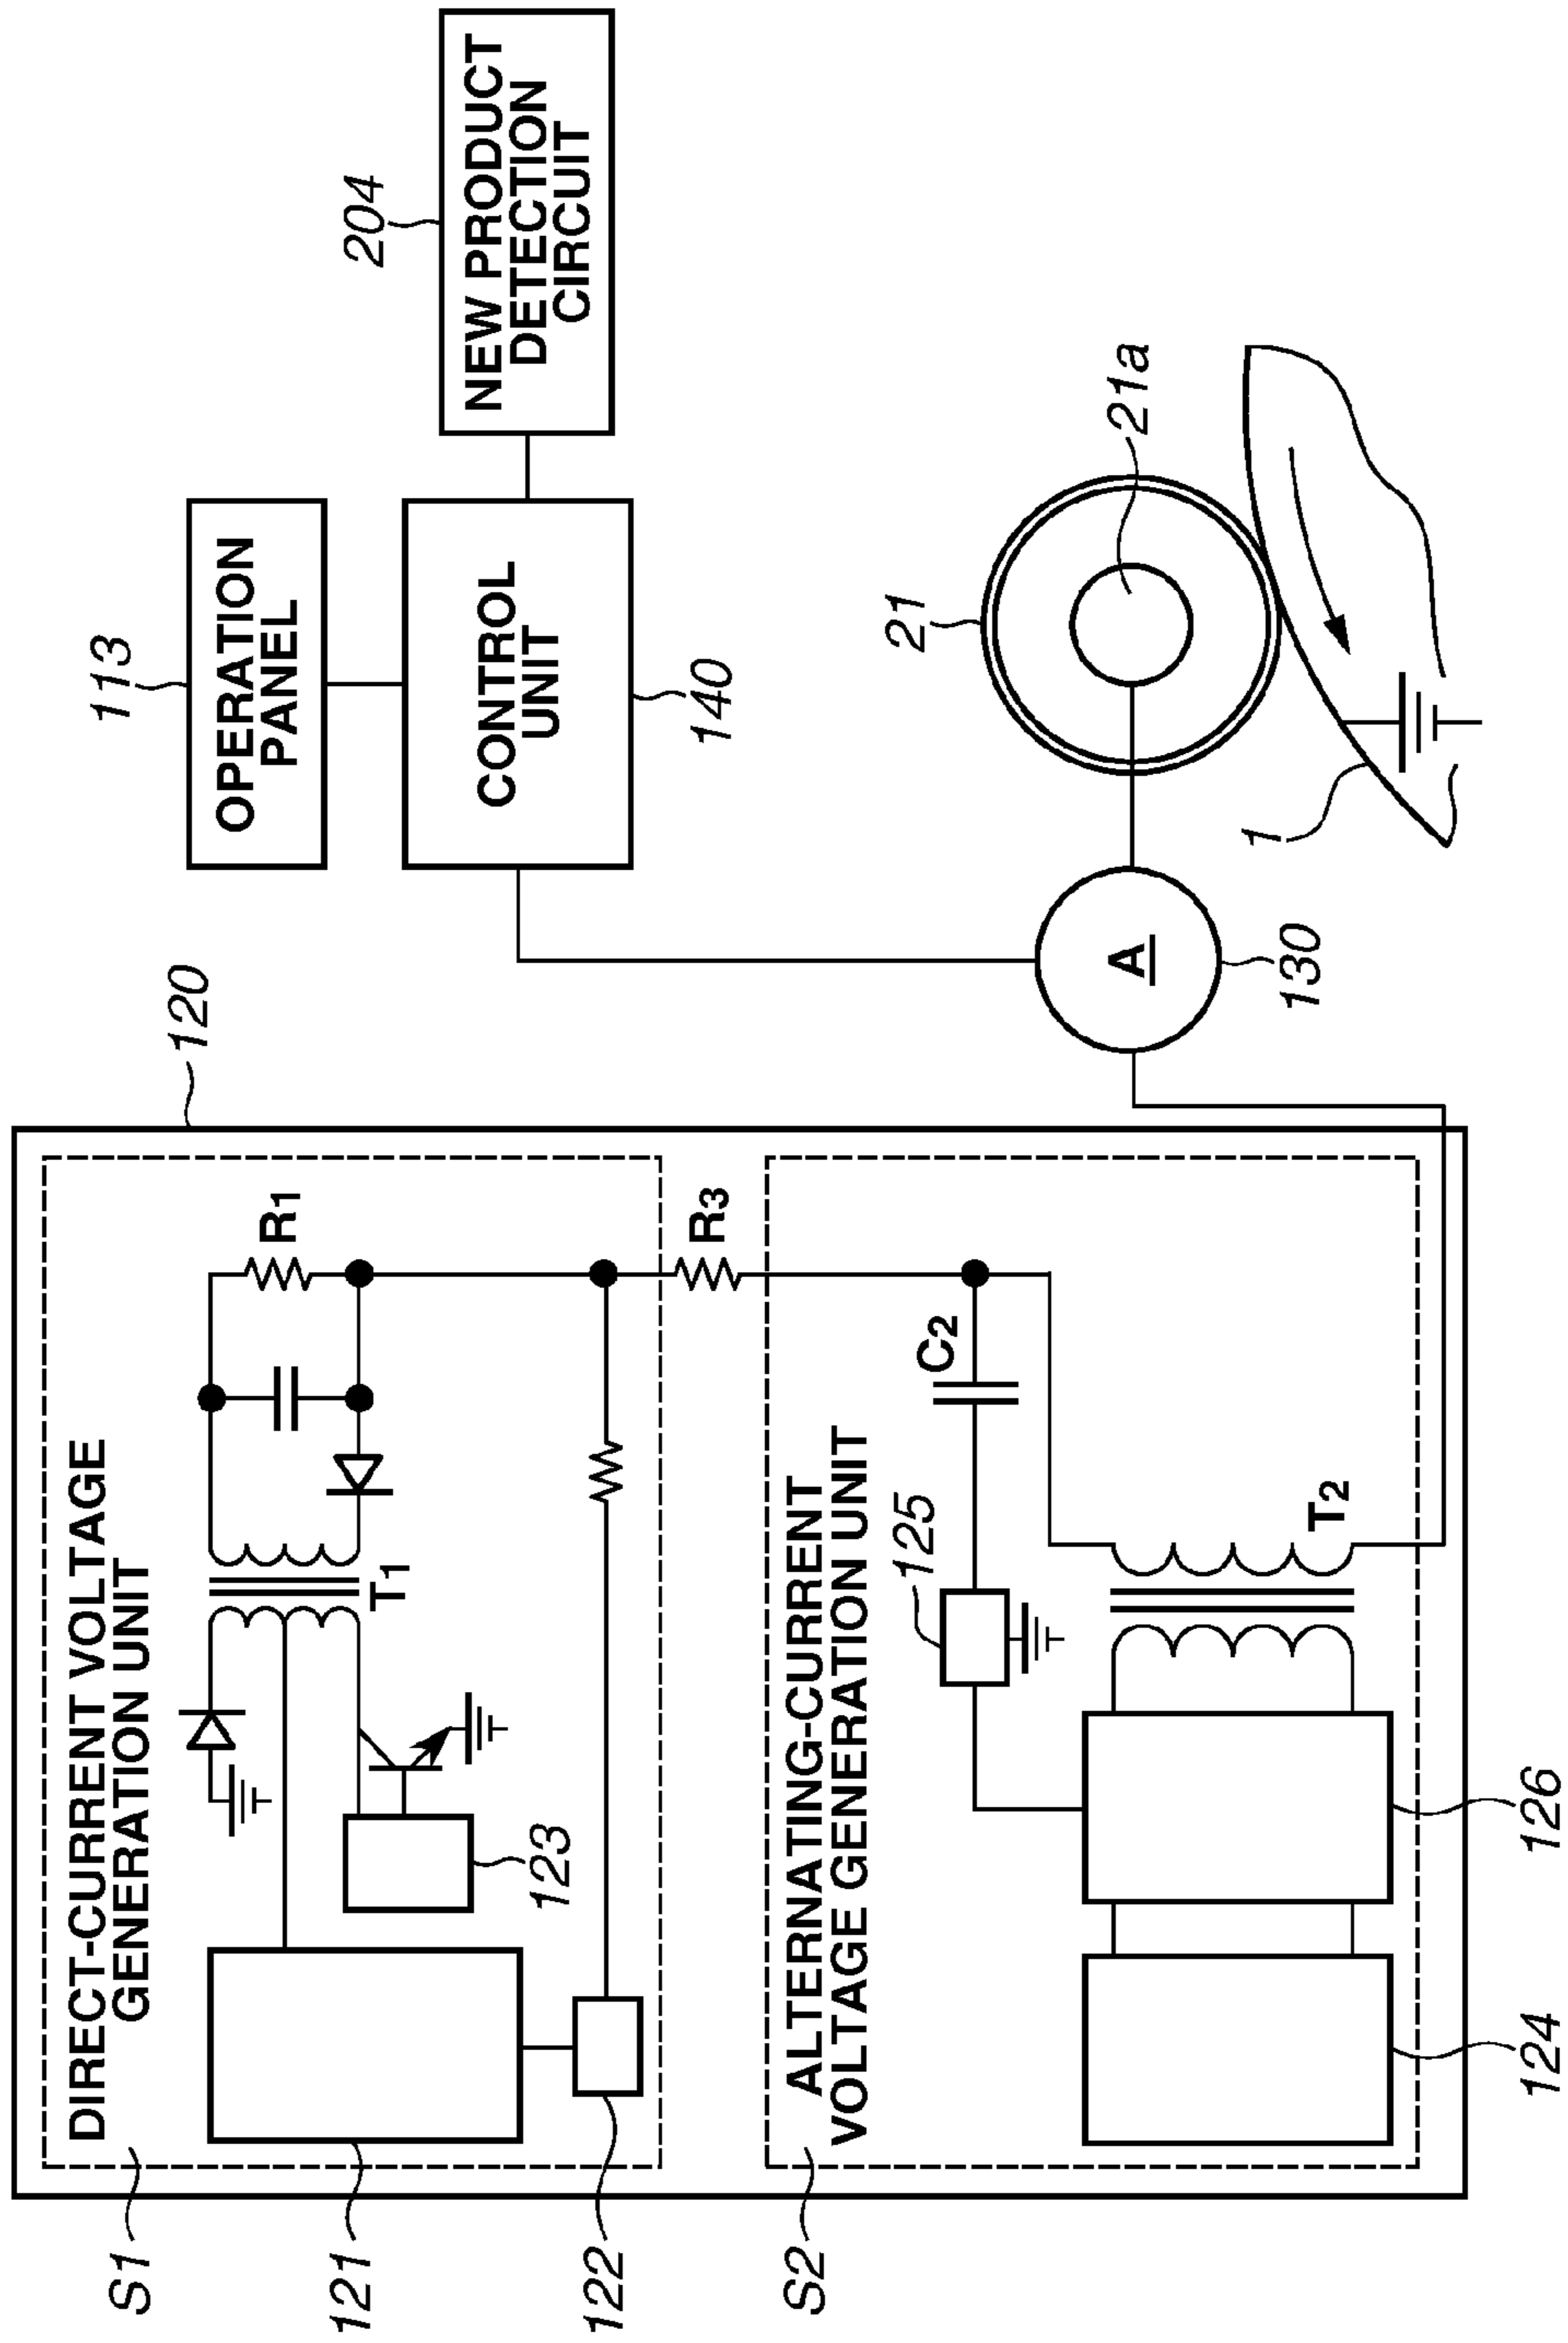 120
S1
DIRECT-CURRENT VOLTAGE
GENERATION UNIT
T1
R1
121
123
122
R3
S2
ALTERNATING-CURRENT
VOLTAGE GENERATION UNIT
125
C2
T2
124
126
113
OPERATION
PANEL
CONTROL
UNIT
140
204
NEW PRODUCT
DETECTION
CIRCUIT
A
130
21
21a
1